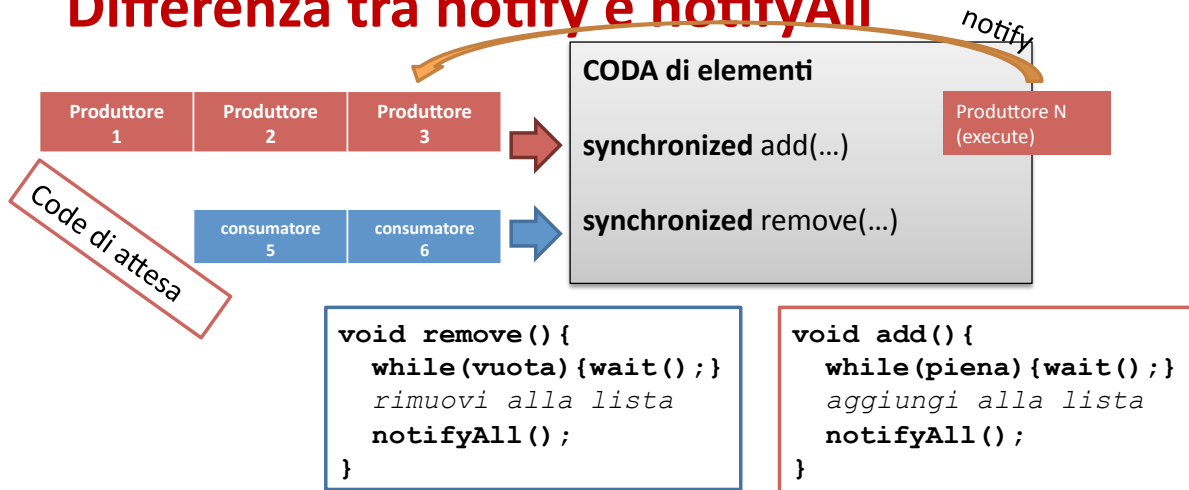 Differenza tra notify e notifyAll
notify
CODA di elementi
synchronized add(…)
synchronized remove(…)
Produttore N
(execute)
Produttore
1
Produttore
2
Produttore
3
consumatore
5
consumatore
6
Code di attesa
void remove(){
while(vuota){wait();}
rimuovi alla lista
notifyAll();
}
void add(){
while(piena){wait();}
aggiungi alla lista
notifyAll();
}